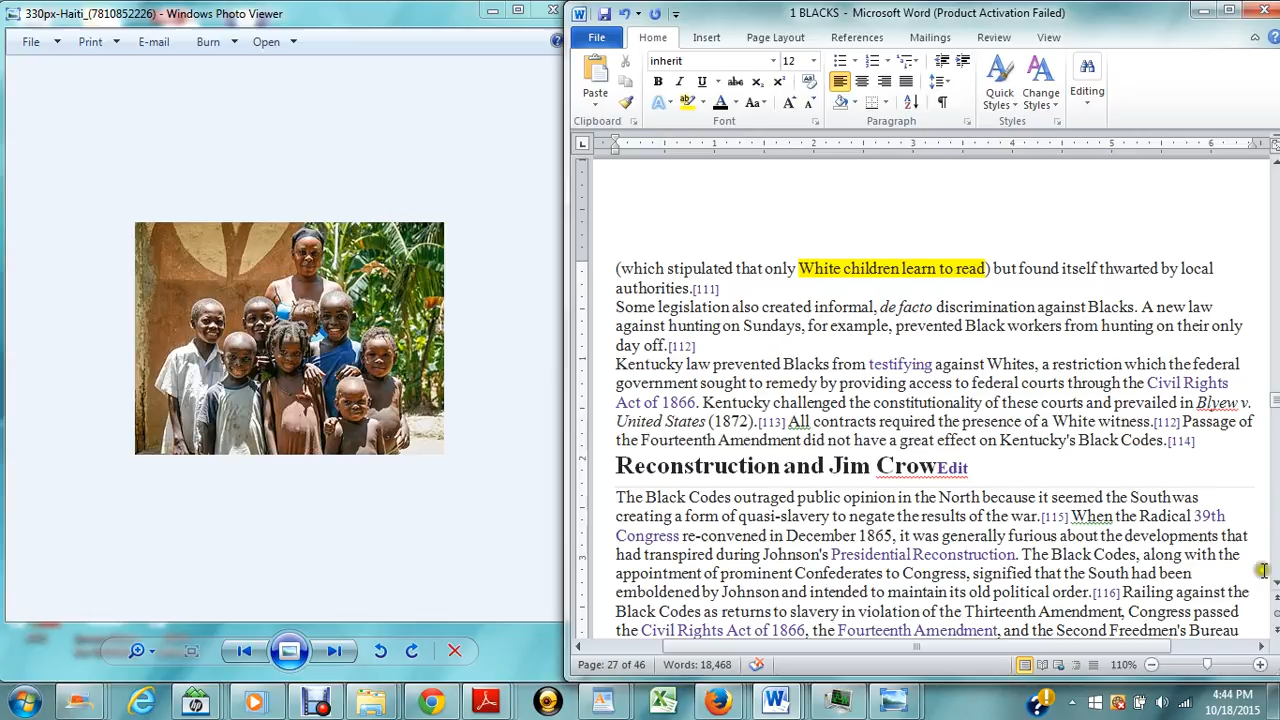 330px-Haiti_(7810852226) - Windows Photo Viewer
File Print E-mail Burn Open
1 BLACKS - Microsoft Word (Product Activation Failed)
File Home Insert Page Layout References Mailings Review View
inherit 12
Paste
Quick Styles
Change Styles
Editing
Clipboard Font Paragraph Styles
1 2 3 4 5 6
(which stipulated that only White children learn to read) but found itself thwarted by local
authorities.[111]
Some legislation also created informal, de facto discrimination against Blacks. A new law
against hunting on Sundays, for example, prevented Black workers from hunting on their only
day off.[112]
Kentucky law prevented Blacks from testifying against Whites, a restriction which the federal
government sought to remedy by providing access to federal courts through the Civil Rights
Act of 1866. Kentucky challenged the constitutionality of these courts and prevailed in Blyew v.
United States (1872).[113] All contracts required the presence of a White witness.[112] Passage of
the Fourteenth Amendment did not have a great effect on Kentucky's Black Codes.[114]
Reconstruction and Jim CrowEdit
The Black Codes outraged public opinion in the North because it seemed the South was
creating a form of quasi-slavery to negate the results of the war.[115] When the Radical 39th
Congress re-convened in December 1865, it was generally furious about the developments that
had transpired during Johnson's Presidential Reconstruction. The Black Codes, along with the
appointment of prominent Confederates to Congress, signified that the South had been
emboldened by Johnson and intended to maintain its old political order.[116] Railing against the
Black Codes as returns to slavery in violation of the Thirteenth Amendment, Congress passed
the Civil Rights Act of 1866, the Fourteenth Amendment, and the Second Freedmen's Bureau
Page: 27 of 46 Words: 18,468 110%
4:44 PM
10/18/2015